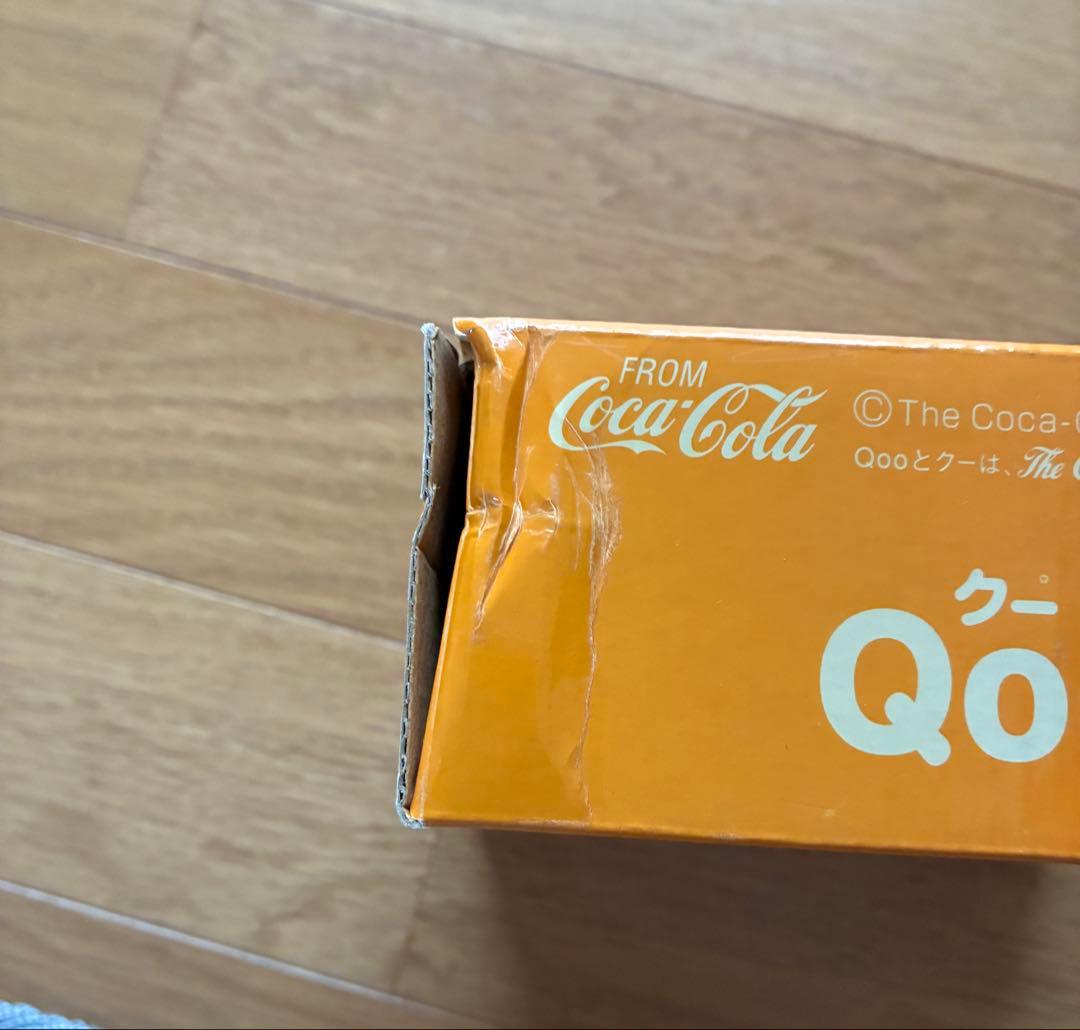 FROM
Coca-Cola
©The Coca-
Qooとクーは、The
クー
Qo